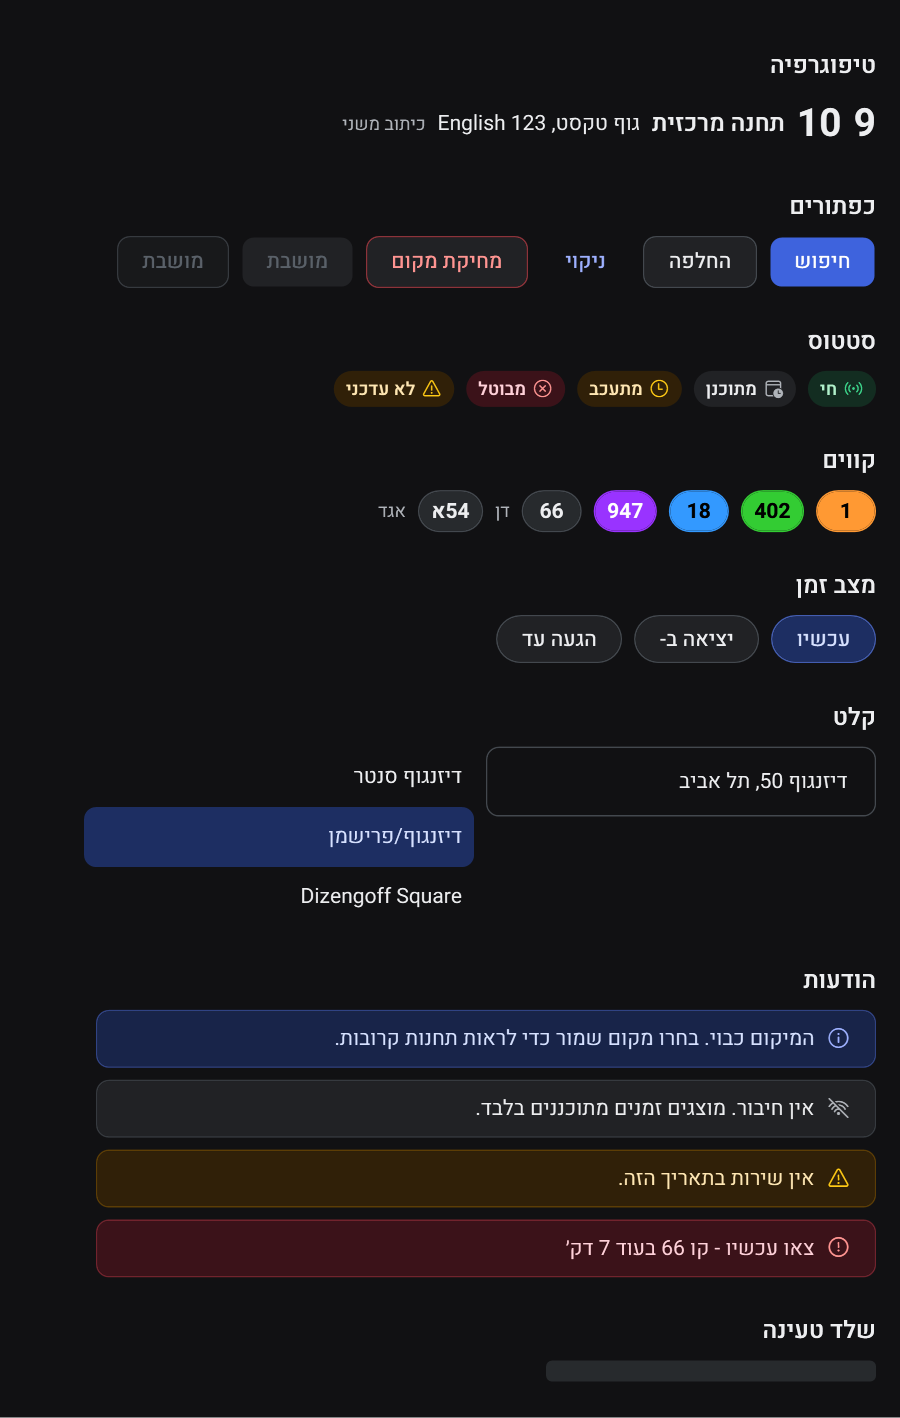 טיפוגרפיה
9 10 תחנה מרכזית גוף טקסט, English 123 כיתוב משני
כפתורים
חיפוש החלפה ניקוי מחיקת מקום מושבת מושבת
סטטוס
חי מתוכנן מתעכב מבוטל לא עדכני
קווים
1 402 18 947 66 דן 54א אגד
מצב זמן
עכשיו יציאה ב- הגעה עד
קלט
דיזנגוף 50, תל אביב
דיזנגוף סנטר
דיזנגוף/פרישמן
Dizengoff Square
הודעות
המיקום כבוי. בחרו מקום שמור כדי לראות תחנות קרובות.
אין חיבור. מוצגים זמנים מתוכננים בלבד.
אין שירות בתאריך הזה.
צאו עכשיו - קו 66 בעוד 7 דק׳
שלד טעינה